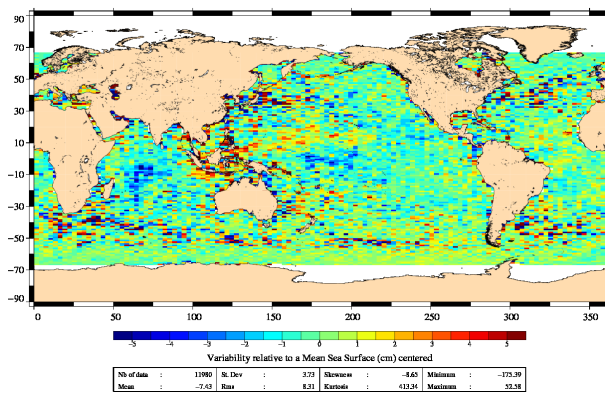 90
70
50
30
10
−10
−30
−50
−70
−90
0 50 100 150 200 250 300 350
−5 −4 −3 −2 −1 0 1 2 3 4 5
Variability relative to a Mean Sea Surface (cm) centered
Nb of data : 11980 St. Dev : 3.73 Skewness : −8.65 Minimum : −175.39
Mean : −7.43 Rms : 8.31 Kurtosis : 413.34 Maximum : 52.58